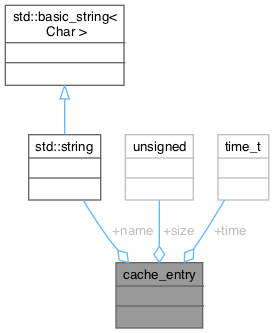 std::basic_string<
Char >
std::string
unsigned
time_t
+name
+size
+time
cache_entry